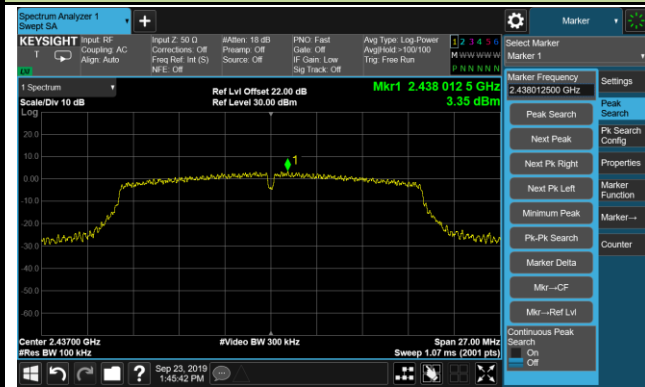 Spectrum Analyzer 1
Swept SA
Marker
KEYSIGHT
Input: RF
Coupling: AC
Align: Auto
Input Z: 50 Ω
Corrections: Off
Freq Ref: Int (S)
NFE: Off
#Atten: 18 dB
Preamp: Off
Source: Off
PNO: Fast
Gate: Off
IF Gain: Low
Sig Track: Off
Avg Type: Log-Power
Avg|Hold:>100/100
Trig: Free Run
1 2 3 4 5 6
M W W W W W
P N N N N N
Select Marker
Marker 1
LXI
1 Spectrum
Scale/Div 10 dB
Log
Ref Lvl Offset 22.00 dB
Ref Level 30.00 dBm
Mkr1 2.438 012 5 GHz
3.35 dBm
20.0
10.0
0.00
-10.0
-20.0
-30.0
-40.0
-50.0
-60.0
1
Center 2.43700 GHz
#Res BW 100 kHz
#Video BW 300 kHz
Span 27.00 MHz
Sweep 1.07 ms (2001 pts)
Marker Frequency
2.438012500 GHz
Peak Search
Next Peak
Next Pk Right
Next Pk Left
Minimum Peak
Pk-Pk Search
Marker Delta
Mkr→CF
Mkr→Ref Lvl
Continuous Peak
Search
On
Off
Settings
Peak
Search
Pk Search
Config
Properties
Marker
Function
Marker→
Counter
?
Sep 23, 2019
1:45:42 PM